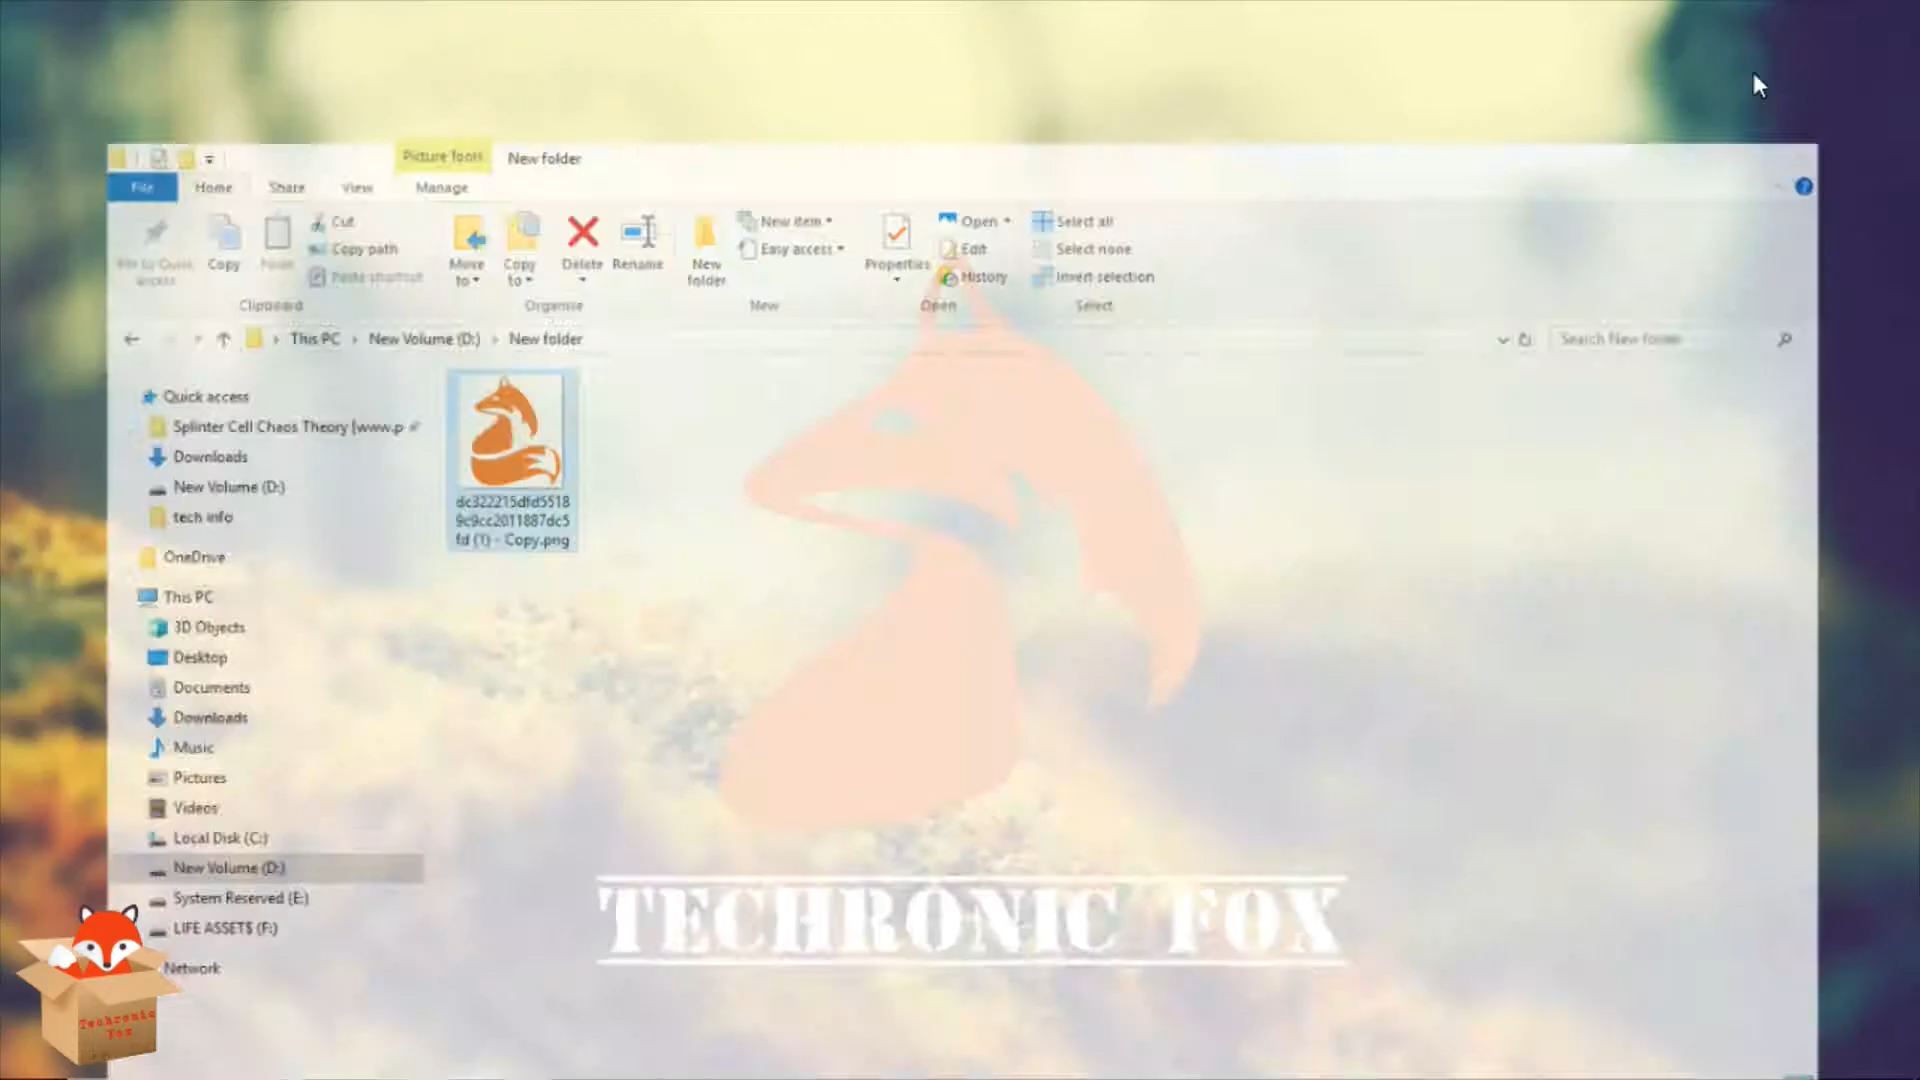 Picture Tools
New folder
File
Home
Share
View
Manage
Pin to Quick access
Copy
Paste
Cut
Copy path
Paste shortcut
Clipboard
Move to
Copy to
Delete
Rename
Organise
New folder
New item
Easy access
New
Properties
Open
Edit
History
Open
Select all
Select none
Invert selection
Select
This PC > New Volume (D:) > New folder
Search New folder
Quick access
Splinter Cell Chaos Theory [www.p
Downloads
New Volume (D:)
tech info
OneDrive
This PC
3D Objects
Desktop
Documents
Downloads
Music
Pictures
Videos
Local Disk (C:)
New Volume (D:)
System Reserved (E:)
LIFE ASSETS (F:)
Network
dc322215dfd5518
9c9cc2011887dc5
fd (1) - Copy.png
TECHRONIC FOX
Techronic
Fox